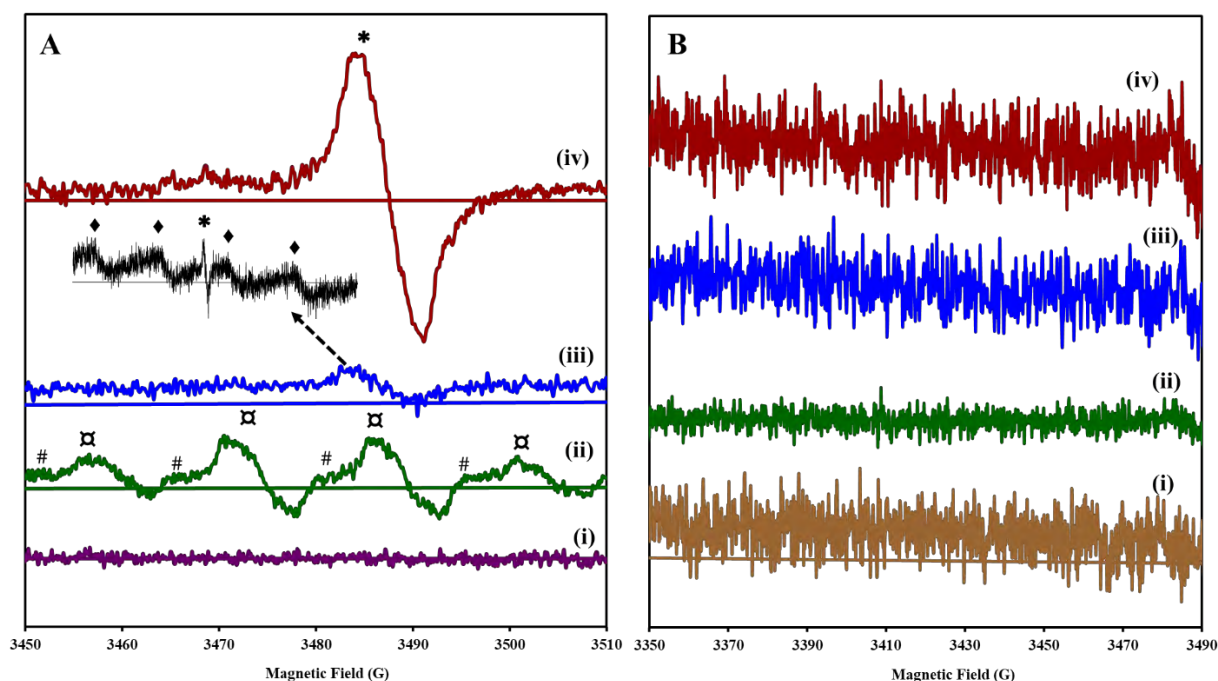 A
*
(iv)
♦ ♦ * ♦ ♦
(iii)
¤ ¤ ¤ ¤
# # # #
(ii)
(i)
3450 3460 3470 3480 3490 3500 3510
Magnetic Field (G)
B
(iv)
(iii)
(ii)
(i)
3350 3370 3390 3410 3430 3450 3470 3490
Magnetic Field (G)